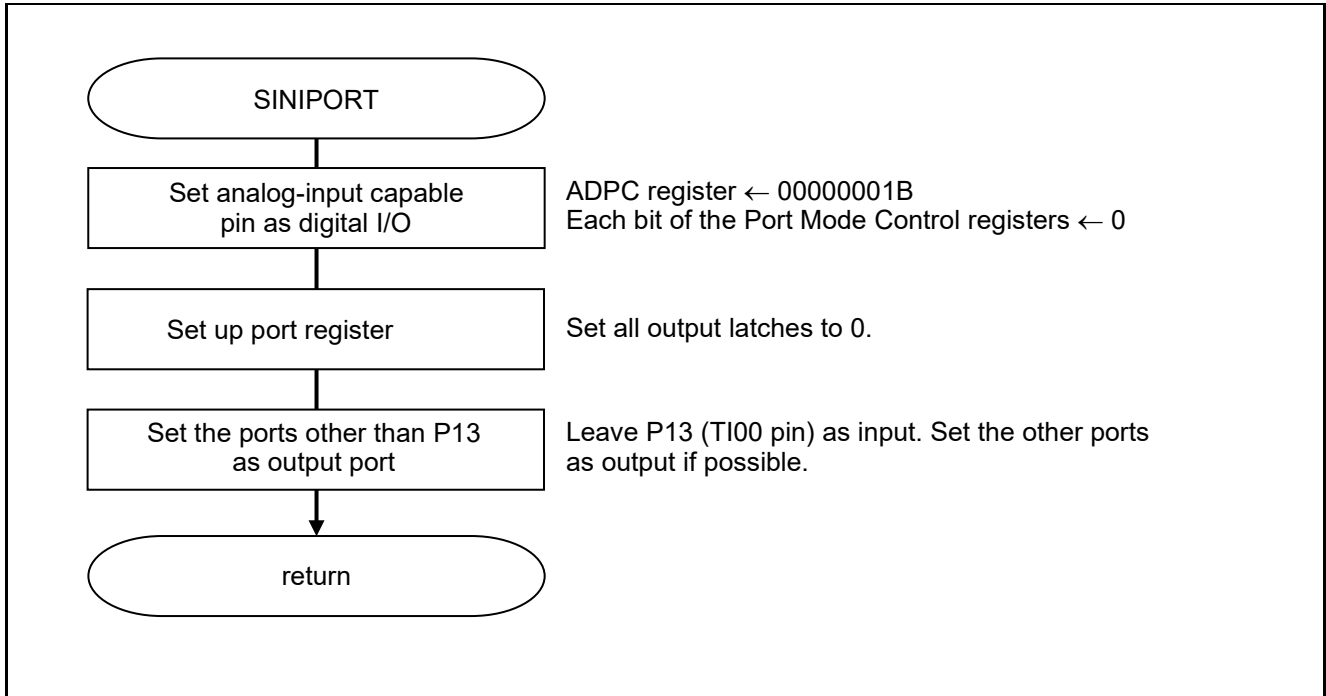 SINIPORT
Set analog-input capable
pin as digital I/O
ADPC register ← 00000001B
Each bit of the Port Mode Control registers ← 0
Set up port register
Set all output latches to 0.
Set the ports other than P13
as output port
Leave P13 (TI00 pin) as input. Set the other ports
as output if possible.
return